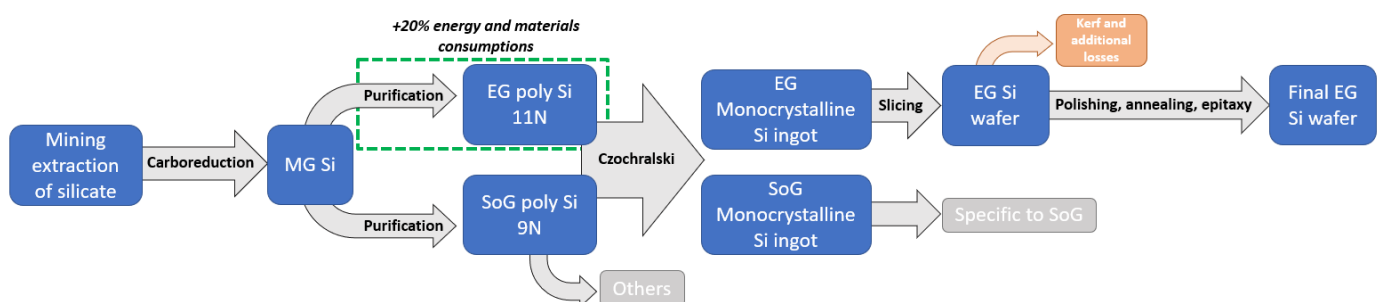 +20% energy and materials
consumptions
Mining
extraction
of silicate
Carboreduction
MG Si
Purification
EG poly Si
11N
Purification
SoG poly Si
9N
Others
Czochralski
EG
Monocrystalline
Si ingot
Slicing
EG Si
wafer
Kerf and
additional
losses
Polishing, annealing, epitaxy
Final EG
Si wafer
SoG
Monocrystalline
Si ingot
Specific to SoG